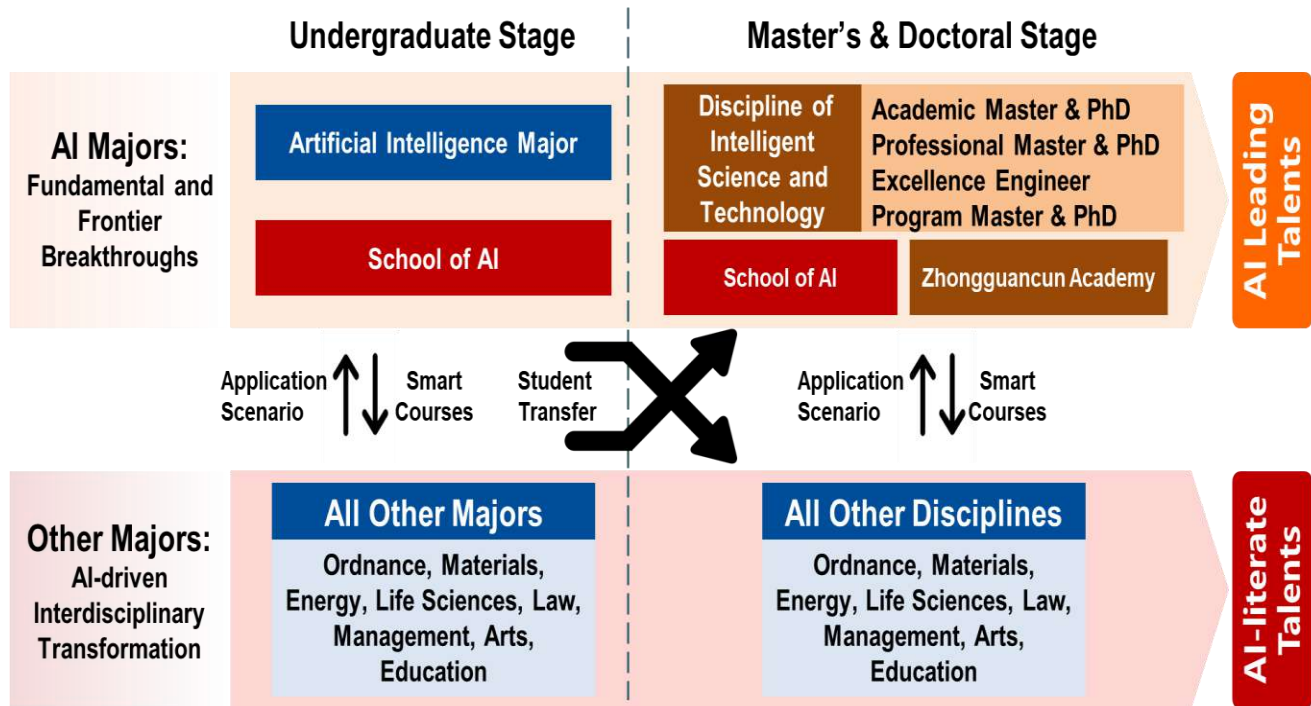 Undergraduate Stage
Master's & Doctoral Stage
AI Majors:
Fundamental and
Frontier
Breakthroughs
Artificial Intelligence Major
School of AI
Discipline of
Intelligent
Science and
Technology
Academic Master & PhD
Professional Master & PhD
Excellence Engineer
Program Master & PhD
School of AI
Zhongguancun Academy
AI Leading
Talents
Application
Scenario
Smart
Courses
Student
Transfer
Application
Scenario
Smart
Courses
Other Majors:
AI-driven
Interdisciplinary
Transformation
All Other Majors
Ordnance, Materials,
Energy, Life Sciences, Law,
Management, Arts,
Education
All Other Disciplines
Ordnance, Materials,
Energy, Life Sciences, Law,
Management, Arts,
Education
AI-literate
Talents